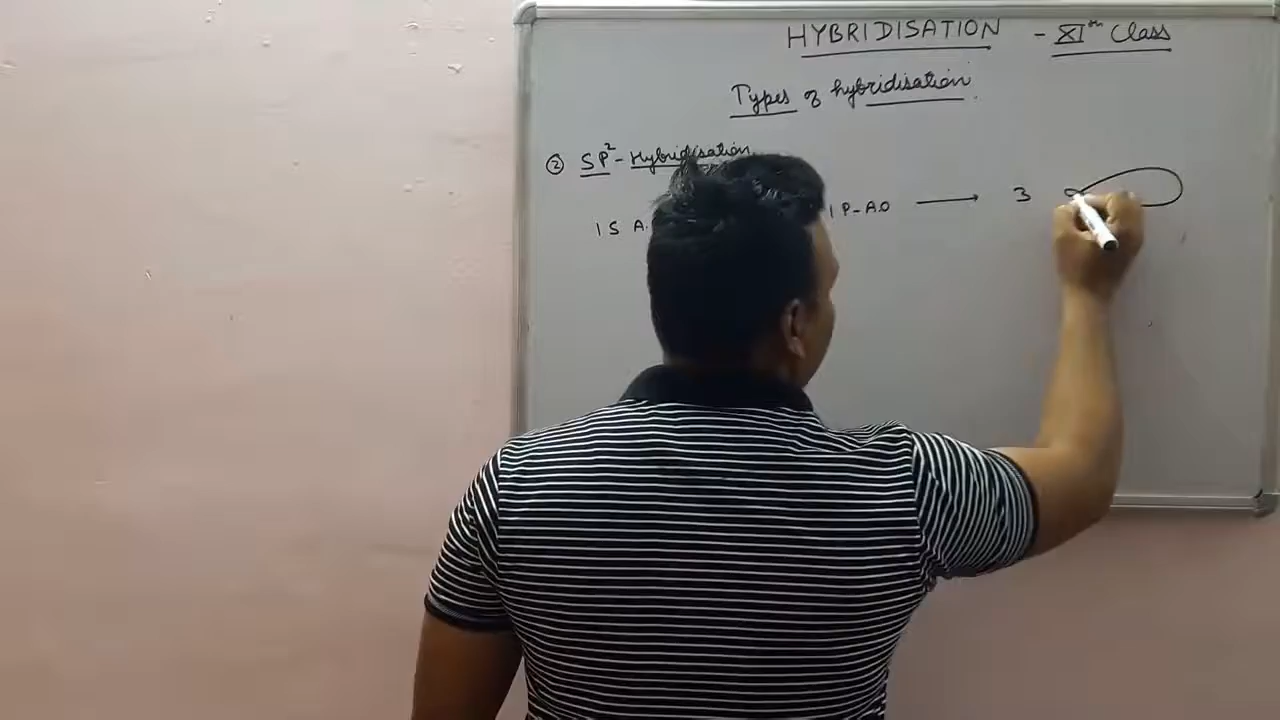 HYBRIDISATION - XIth Class
Types of hybridisation
② SP² - Hybridisation
1 S A. 1 P-A.O ⟶ 3